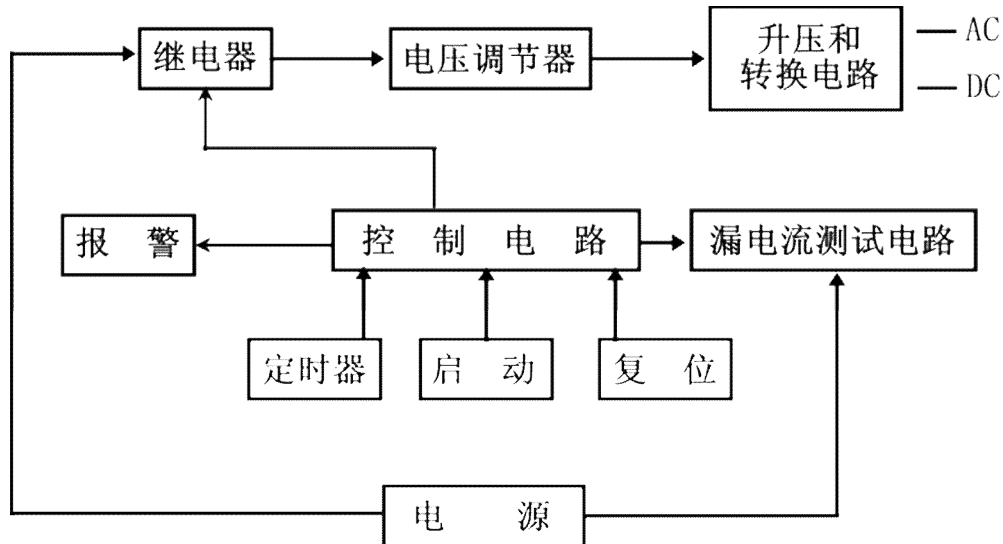 继电器
电压调节器
升压和
转换电路
AC
DC
报 警
控 制 电 路
漏电流测试电路
定时器
启 动
复 位
电 源